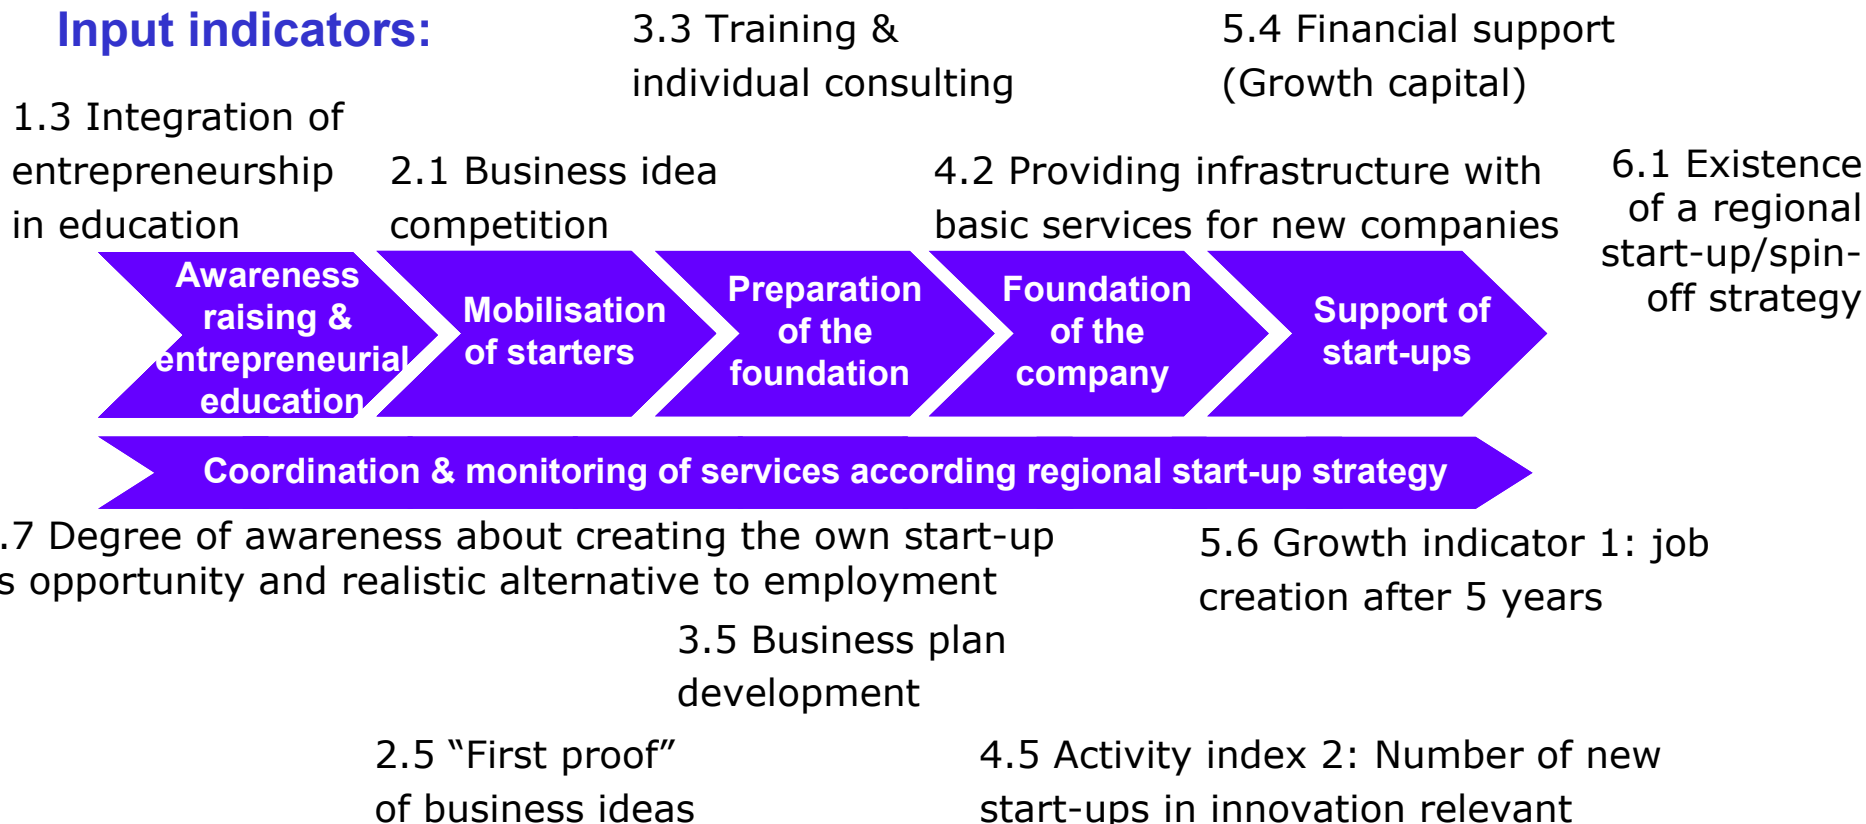 Input indicators:
3.3 Training &
individual consulting
5.4 Financial support
(Growth capital)
1.3 Integration of
entrepreneurship
in education
2.1 Business idea
competition
4.2 Providing infrastructure with
basic services for new companies
6.1 Existence
of a regional
start-up/spin-
off strategy
Awareness
raising &
entrepreneurial
education
Mobilisation
of starters
Preparation
of the
foundation
Foundation
of the
company
Support of
start-ups
Coordination & monitoring of services according regional start-up strategy
.7 Degree of awareness about creating the own start-up
s opportunity and realistic alternative to employment
5.6 Growth indicator 1: job
creation after 5 years
3.5 Business plan
development
2.5 “First proof”
of business ideas
4.5 Activity index 2: Number of new
start-ups in innovation relevant